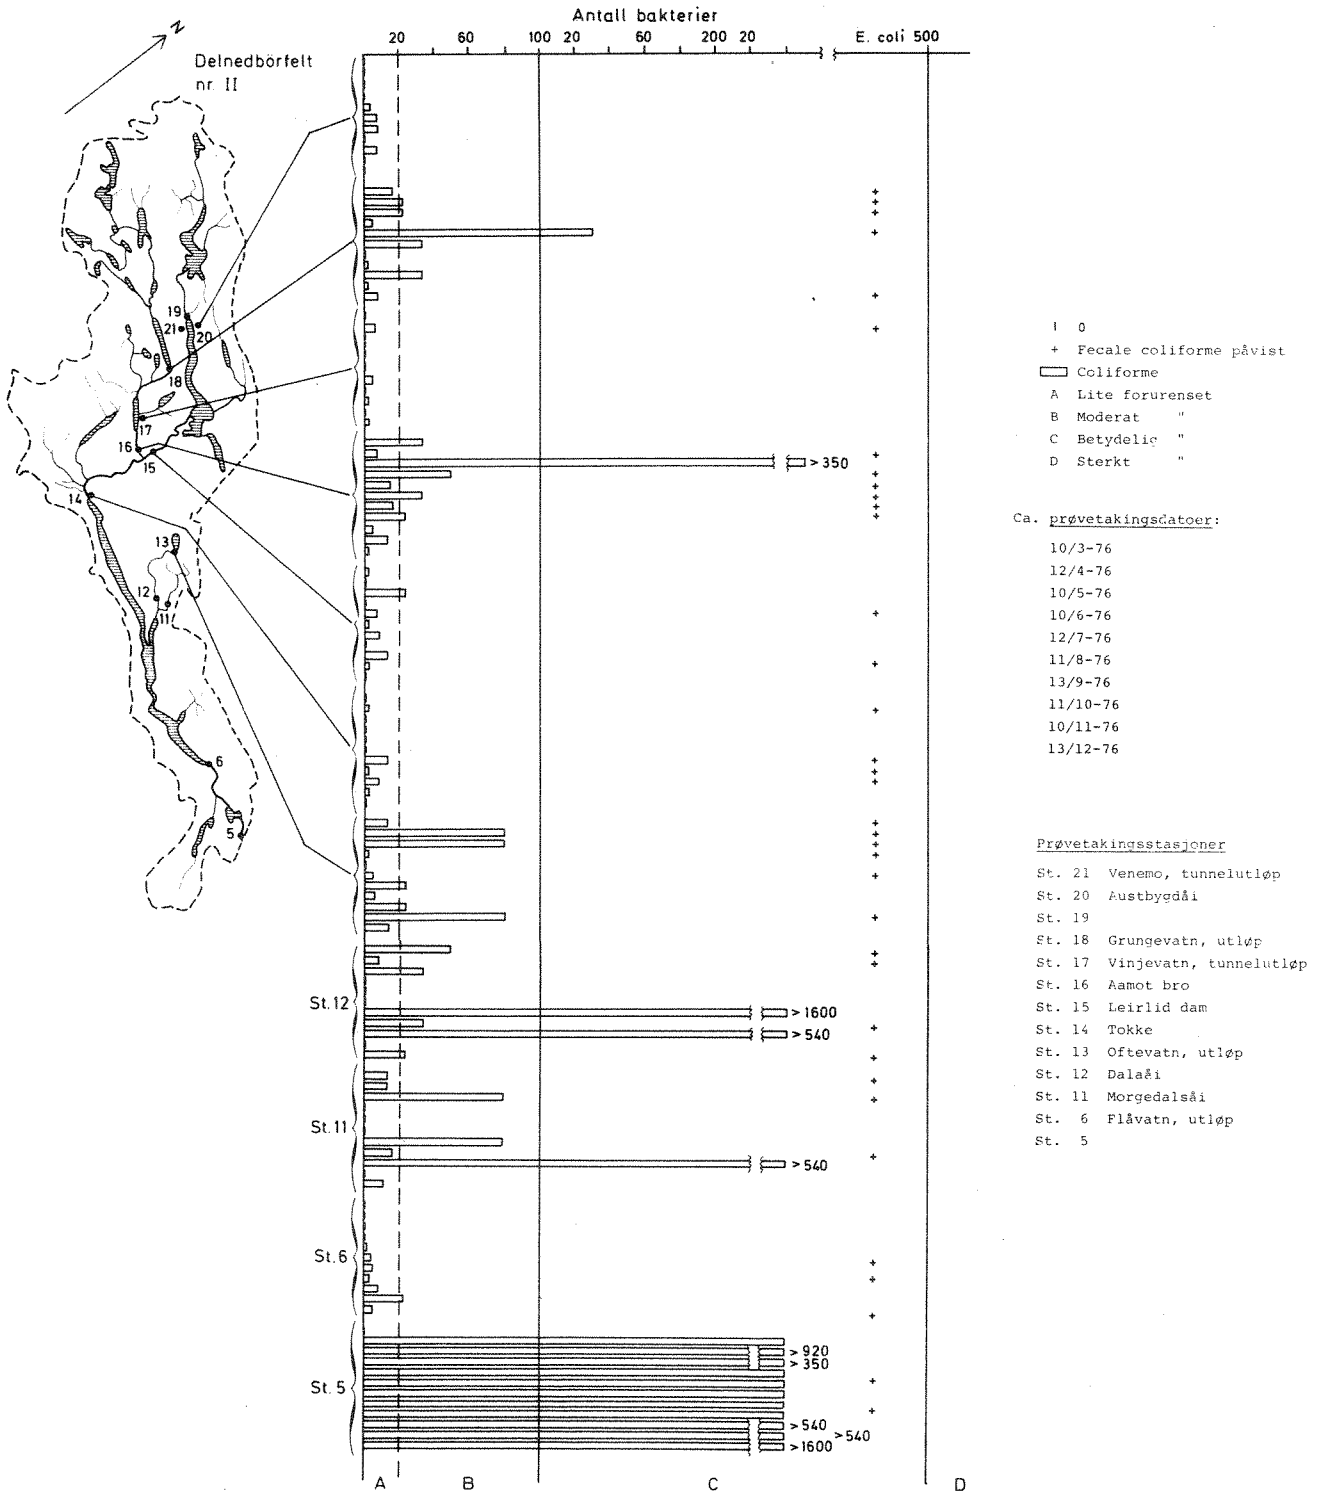 Antall bakterier
20 60 100 20 60 200 20 E. coli 500
N
Delnedbörfelt
nr. II
19
21
20
18
17
16
15
14
13
12
11
6
5
>350
St.12
>1600
>540
St.11
>540
St.6
>920
>350
St.5
>540
>540
>1600
A B C D
I 0
+ Fecale coliforme påvist
Coliforme
A Lite forurenset
B Moderat "
C Betydelig "
D Sterkt "
Ca. prøvetakingsdatoer:
10/3-76
12/4-76
10/5-76
10/6-76
12/7-76
11/8-76
13/9-76
11/10-76
10/11-76
13/12-76
Prøvetakingsstasjoner
St. 21 Venemo, tunnelutløp
St. 20 Austbygdåi
St. 19
St. 18 Grungevatn, utløp
St. 17 Vinjevatn, tunnelutløp
St. 16 Aamot bro
St. 15 Leirlid dam
St. 14 Tokke
St. 13 Oftevatn, utløp
St. 12 Dalaåi
St. 11 Morgedalsåi
St. 6 Flåvatn, utløp
St. 5